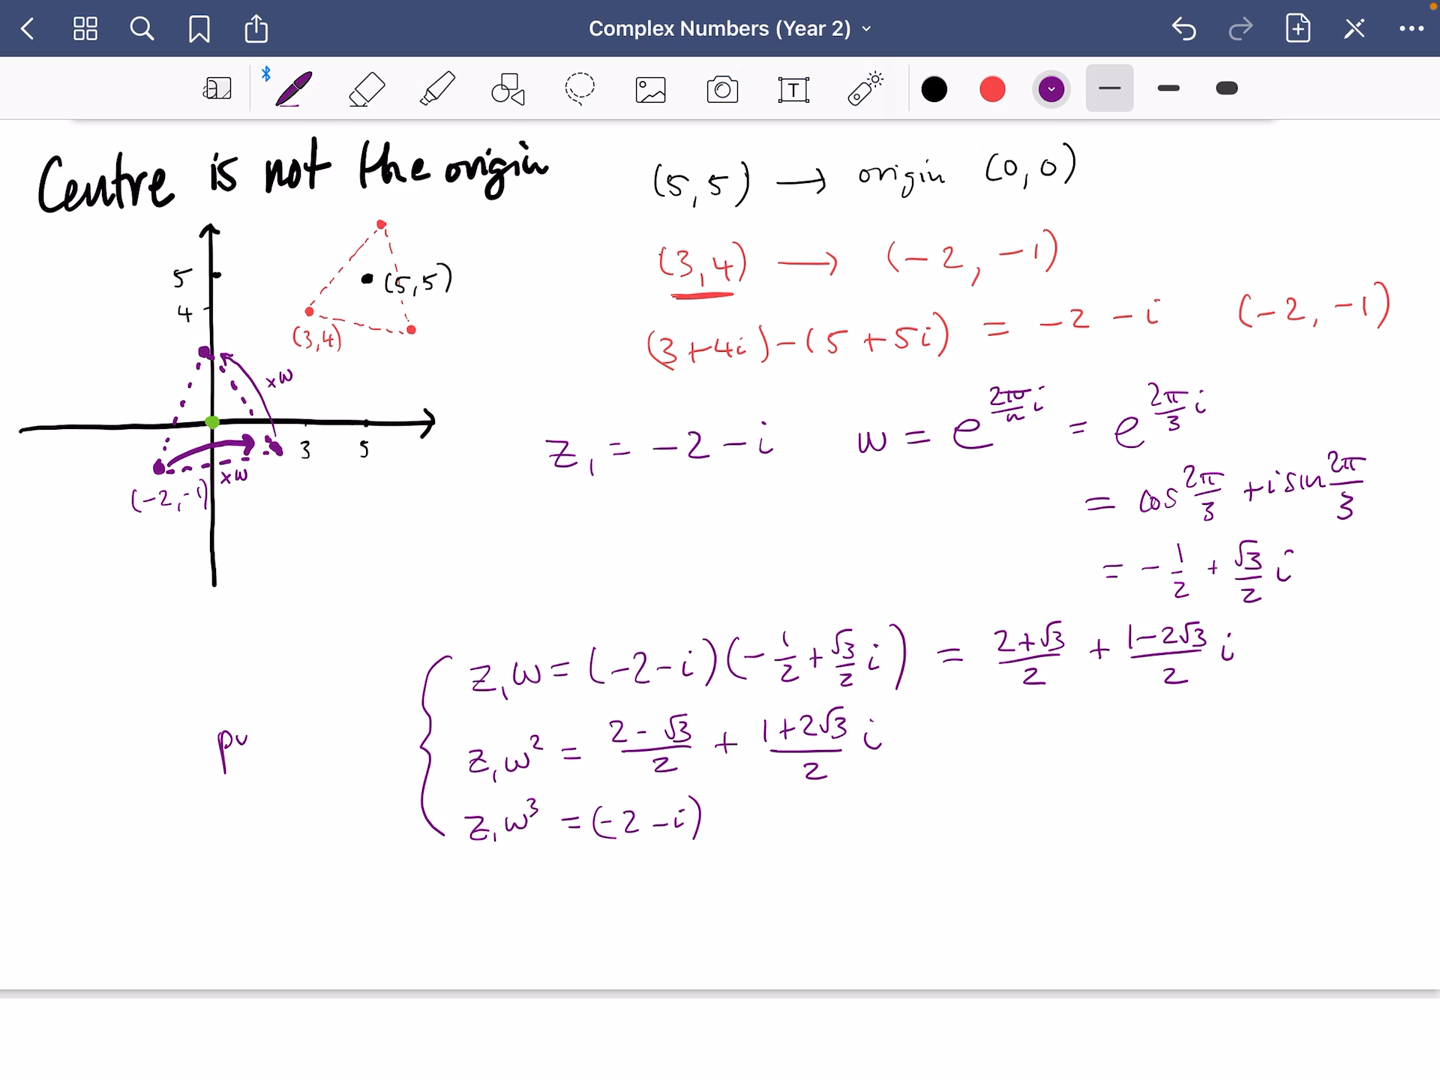 Complex Numbers (Year 2)
Centre is not the origin
(5,5) → origin (0,0)
(3,4) → (-2,-1)
(3+4i)-(5+5i) = -2-i (-2,-1)
5
4
(5,5)
(3,4)
×w
3
5
×w
(-2,-1)
z₁ = -2-i w = e^(2π/n i) = e^(2π/3 i)
= cos 2π/3 + i sin 2π/3
= -1/2 + √3/2 i
z₁w = (-2-i)(-1/2 + √3/2 i) = (2+√3)/2 + (1-2√3)/2 i
pu
z₁w² = (2-√3)/2 + (1+2√3)/2 i
z₁w³ = (-2-i)